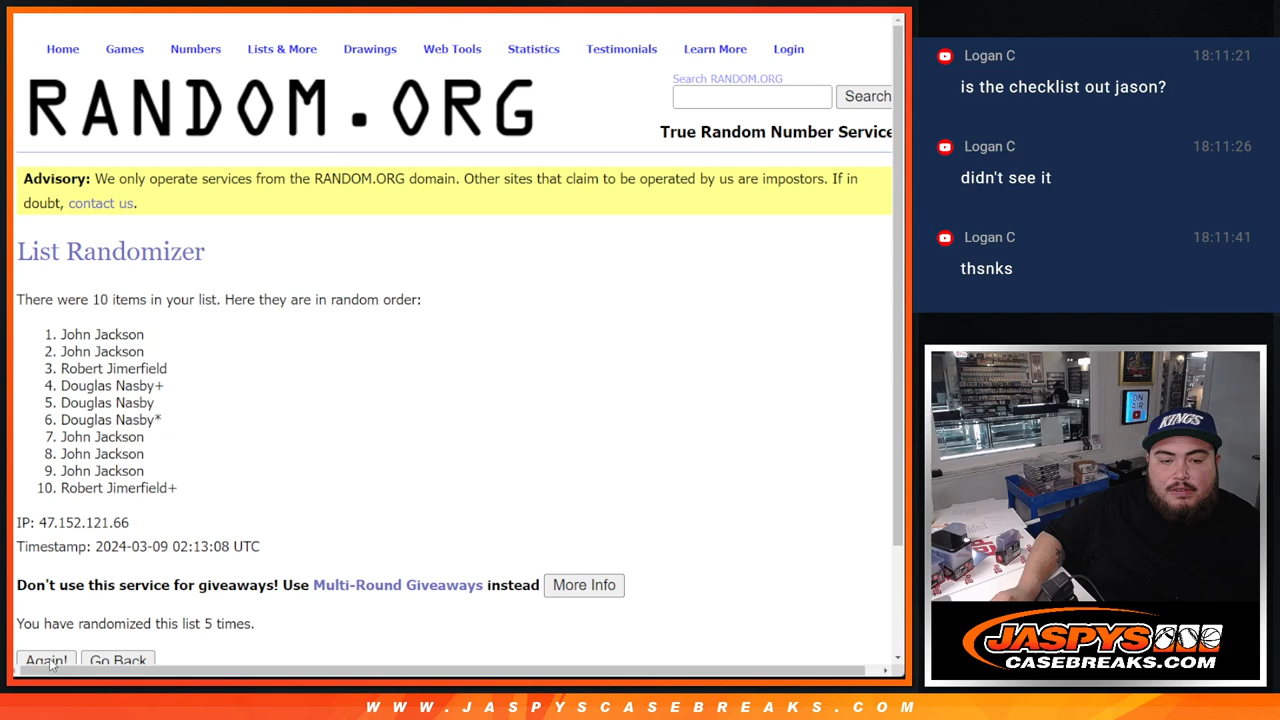 Home Games Numbers Lists & More Drawings Web Tools Statistics Testimonials Learn More Login
Search RANDOM.ORG
RANDOM.ORG
Search
True Random Number Service
Advisory: We only operate services from the RANDOM.ORG domain. Other sites that claim to be operated by us are impostors. If in
doubt, contact us.
List Randomizer
There were 10 items in your list. Here they are in random order:
1. John Jackson
2. John Jackson
3. Robert Jimerfield
4. Douglas Nasby+
5. Douglas Nasby
6. Douglas Nasby*
7. John Jackson
8. John Jackson
9. John Jackson
10. Robert Jimerfield+
IP: 47.152.121.66
Timestamp: 2024-03-09 02:13:08 UTC
Don't use this service for giveaways! Use Multi-Round Giveaways instead More Info
You have randomized this list 5 times.
Again! Go Back
Logan C 18:11:21
is the checklist out jason?
Logan C 18:11:26
didn't see it
Logan C 18:11:41
thsnks
ON
AIR
KINGS
JASPYS
CASEBREAKS.COM
WWW.JASPYSCASEBREAKS.COM